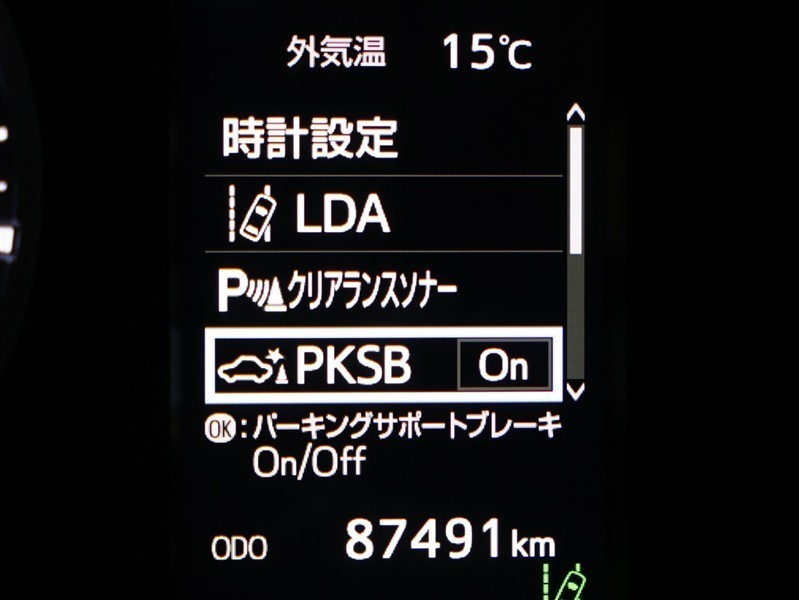 外気温 15℃
時計設定
LDA
Pクリアランスソナー
PKSB On
OK:パーキングサポートブレーキ
On/Off
ODO 87491km